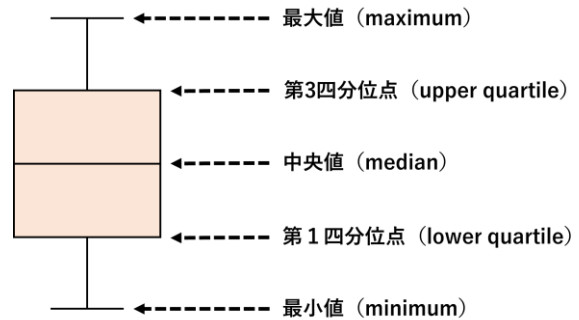 最大値（maximum）
第3四分位点（upper quartile）
中央値（median）
第１四分位点（lower quartile）
最小値（minimum）